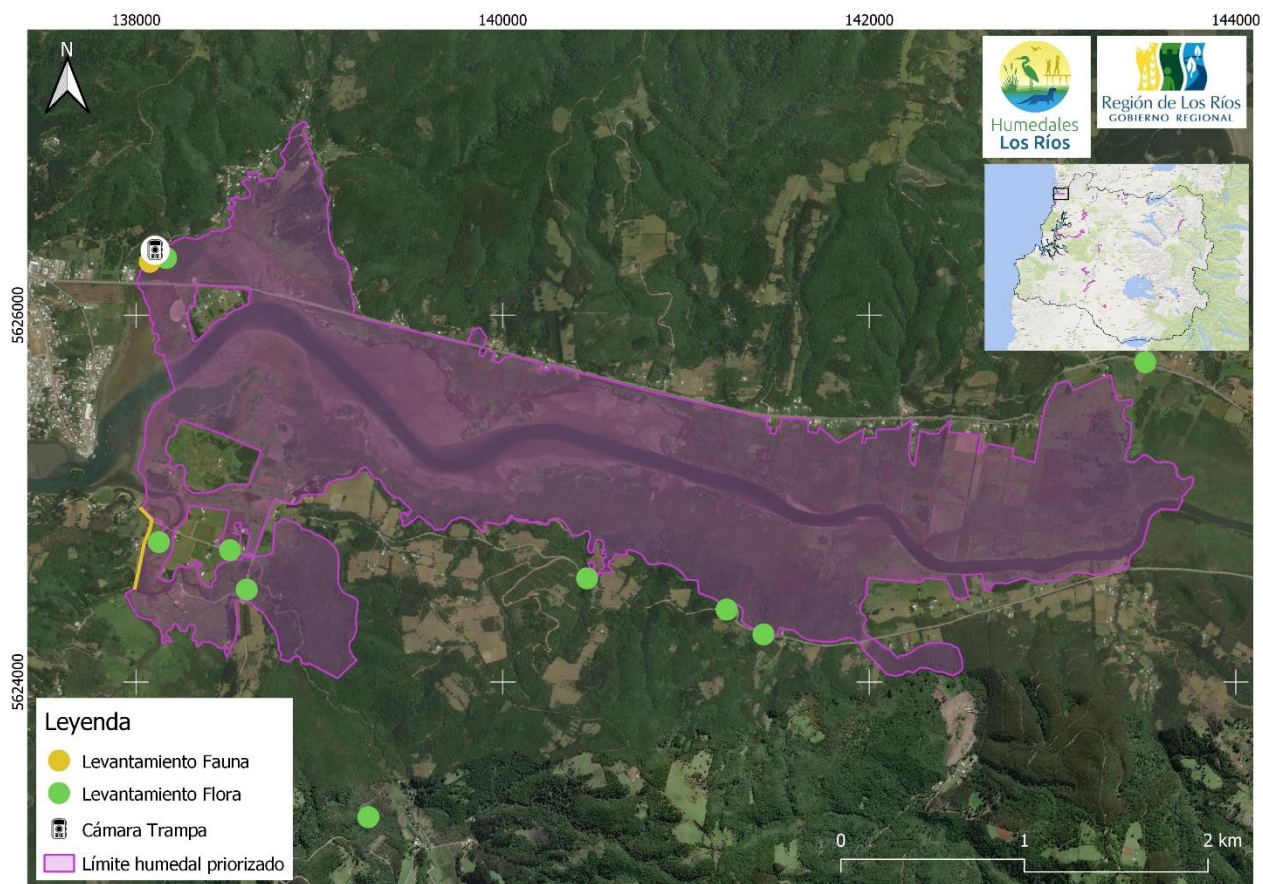 138000
140000
142000
144000
N
Humedales
Los Ríos
Región de Los Ríos
GOBIERNO REGIONAL
5626000
5624000
Leyenda
Levantamiento Fauna
Levantamiento Flora
Cámara Trampa
Límite humedal priorizado
0
1
2 km